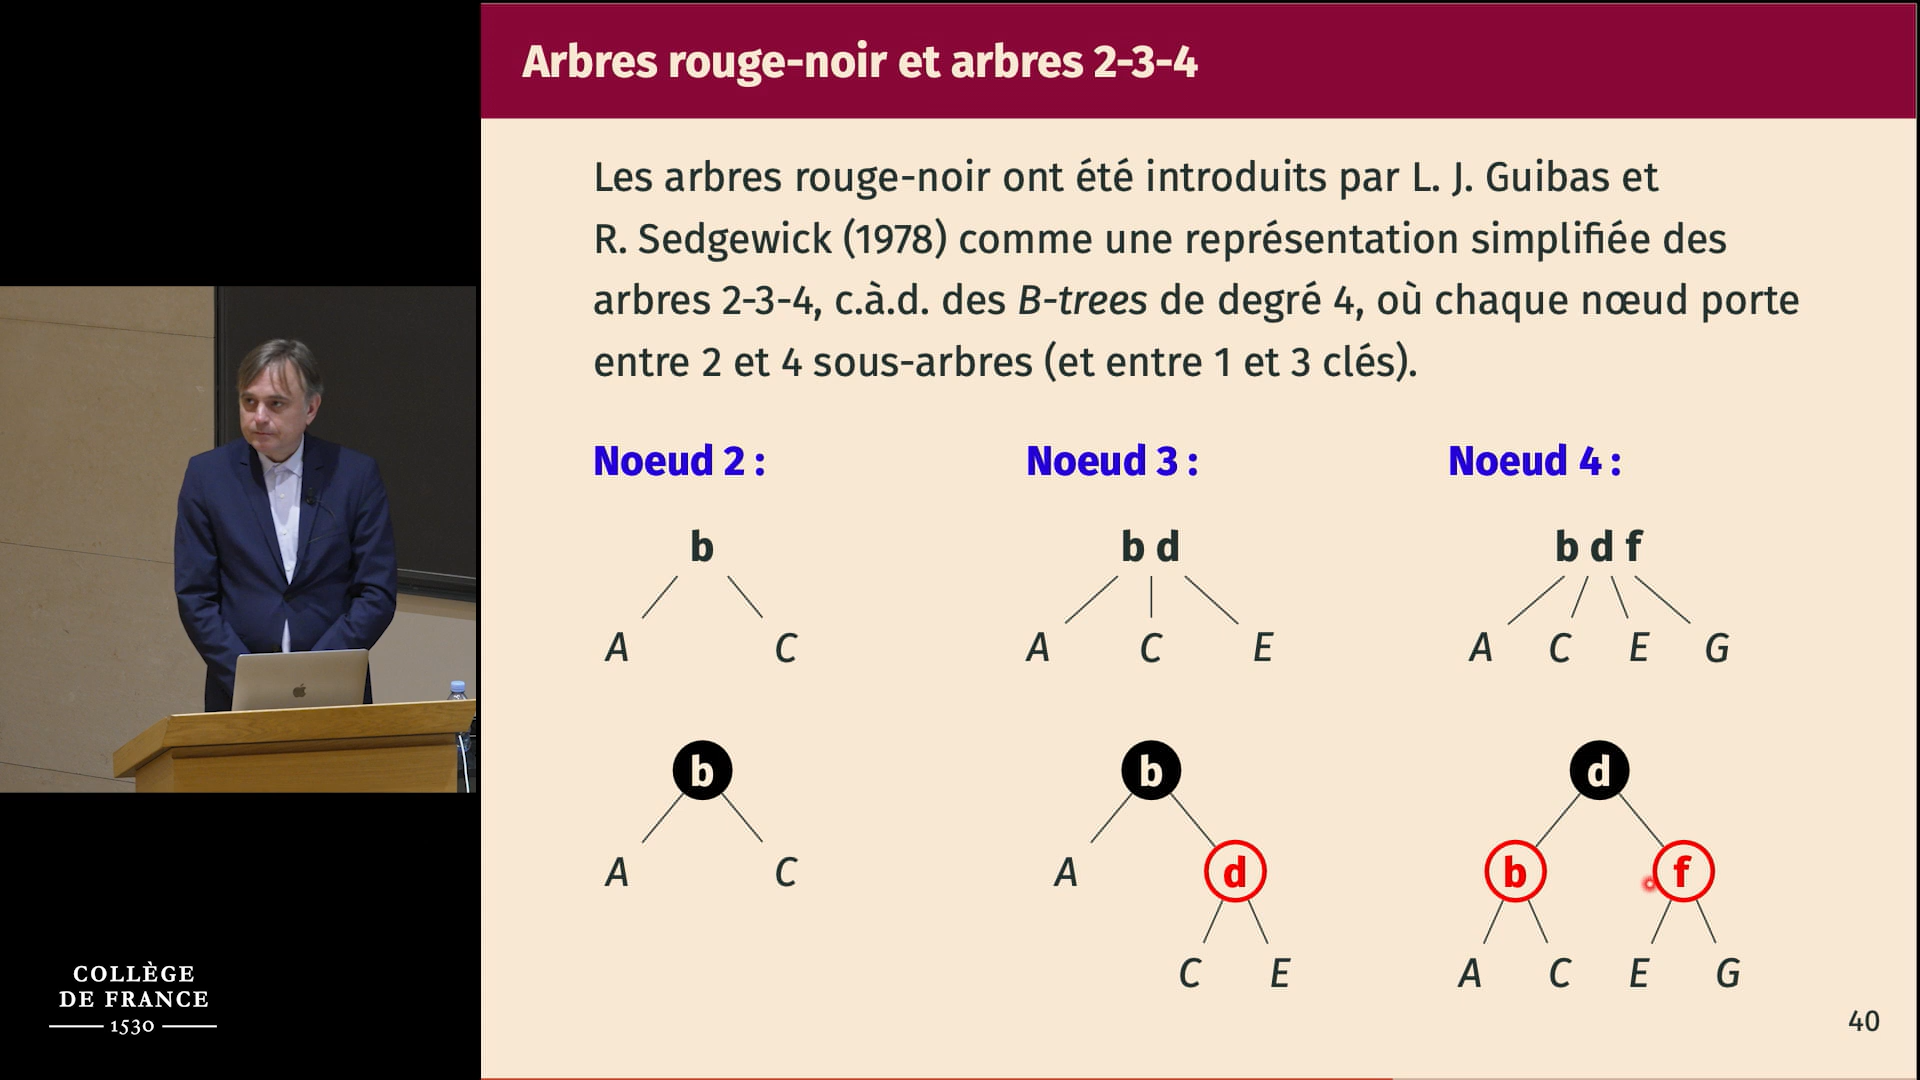 Arbres rouge-noir et arbres 2-3-4
Les arbres rouge-noir ont été introduits par L. J. Guibas et
R. Sedgewick (1978) comme une représentation simplifiée des
arbres 2-3-4, c.à.d. des B-trees de degré 4, où chaque nœud porte
entre 2 et 4 sous-arbres (et entre 1 et 3 clés).
Noeud 2 : Noeud 3 : Noeud 4 :
b b d b d f
A C A C E A C E G
b b d
A C A d b f
C E A C E G
40
COLLÈGE
DE FRANCE
1530